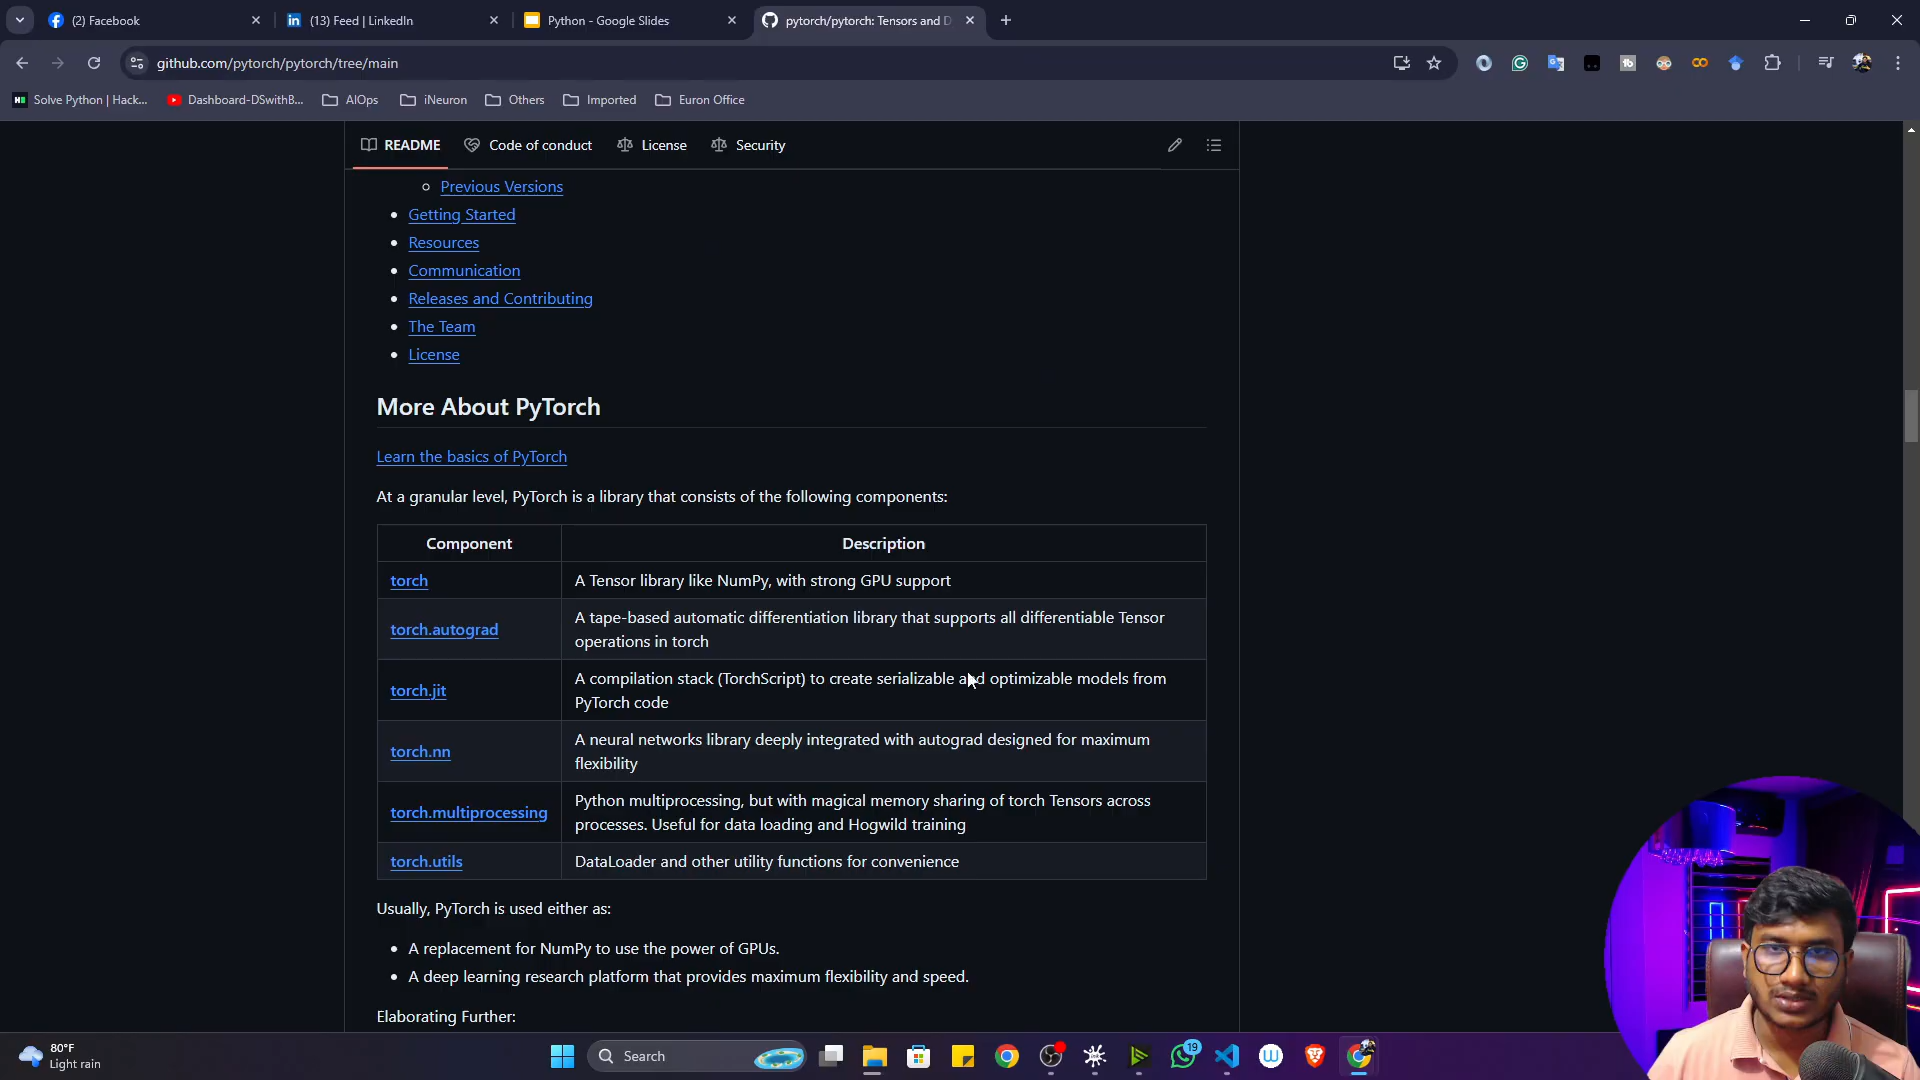 (2) Facebook
(13) Feed | LinkedIn
Python - Google Slides
pytorch/pytorch: Tensors and D
github.com/pytorch/pytorch/tree/main
Solve Python | Hack...
Dashboard-DSwithB...
AIOps
iNeuron
Others
Imported
Euron Office
README
Code of conduct
License
Security
Previous Versions
Getting Started
Resources
Communication
Releases and Contributing
The Team
License
More About PyTorch
Learn the basics of PyTorch
At a granular level, PyTorch is a library that consists of the following components:
Component Description
torch A Tensor library like NumPy, with strong GPU support
torch.autograd A tape-based automatic differentiation library that supports all differentiable Tensor
operations in torch
torch.jit A compilation stack (TorchScript) to create serializable and optimizable models from
PyTorch code
torch.nn A neural networks library deeply integrated with autograd designed for maximum
flexibility
torch.multiprocessing Python multiprocessing, but with magical memory sharing of torch Tensors across
processes. Useful for data loading and Hogwild training
torch.utils DataLoader and other utility functions for convenience
Usually, PyTorch is used either as:
A replacement for NumPy to use the power of GPUs.
A deep learning research platform that provides maximum flexibility and speed.
Elaborating Further:
80°F
Light rain
Search
19